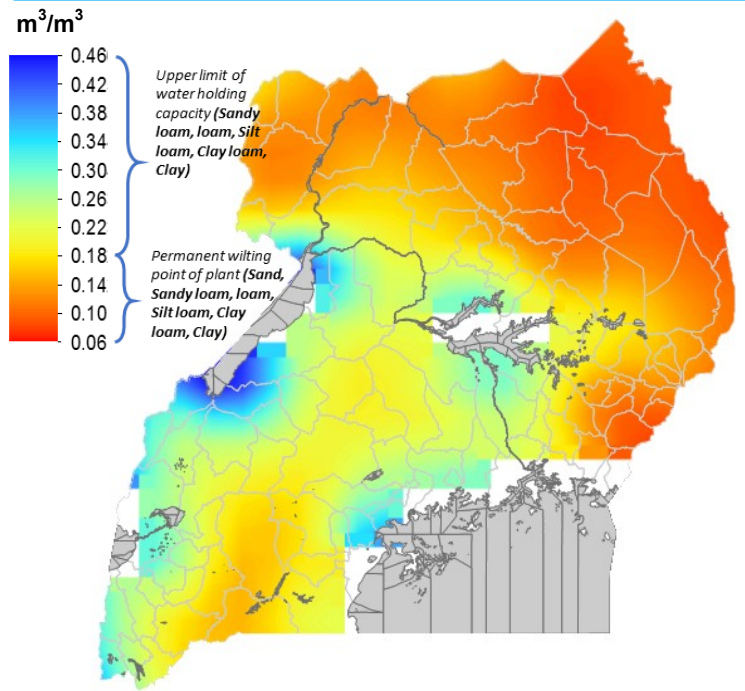 m³/m³
0.46
0.42
0.38
0.34
0.30
0.26
0.22
0.18
0.14
0.10
0.06
Upper limit of
water holding
capacity (Sandy
loam, loam, Silt
loam, Clay loam,
Clay)
Permanent wilting
point of plant (Sand,
Sandy loam, loam,
Silt loam, Clay
loam, Clay)